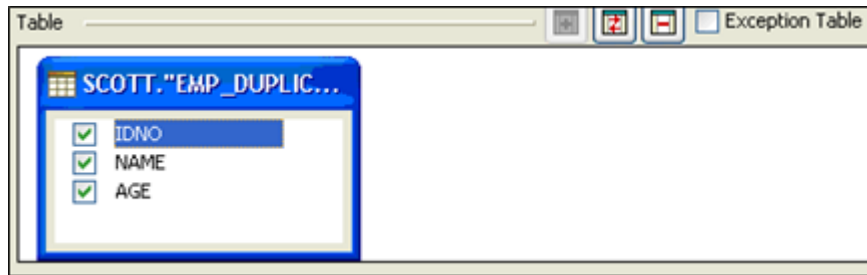 Table Exception Table
SCOTT."EMP_DUPLIC...
IDNO
NAME
AGE